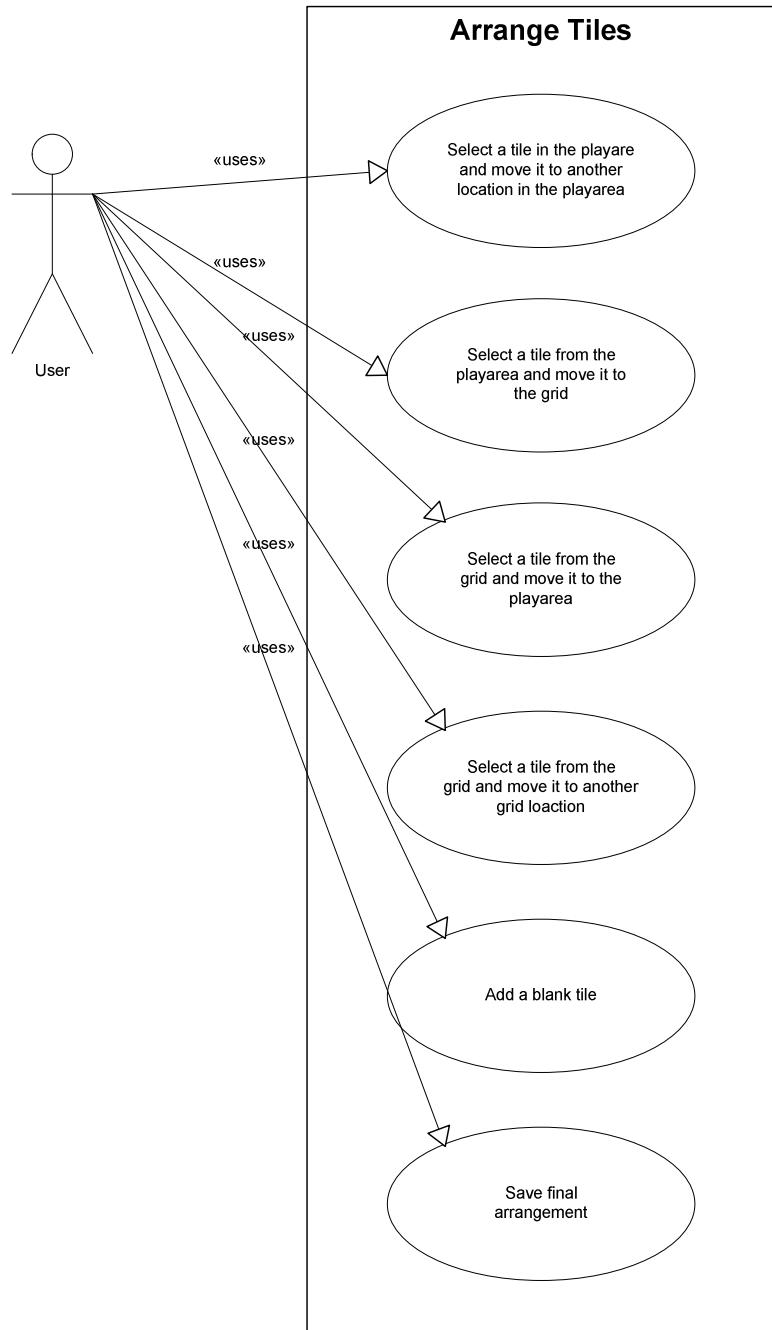 Arrange Tiles
«uses»
Select a tile in the playare
and move it to another
location in the playarea
«uses»
«uses»
Select a tile from the
playarea and move it to
the grid
User
«uses»
«uses»
Select a tile from the
grid and move it to the
playarea
«uses»
Select a tile from the
grid and move it to another
grid loaction
Add a blank tile
Save final
arrangement